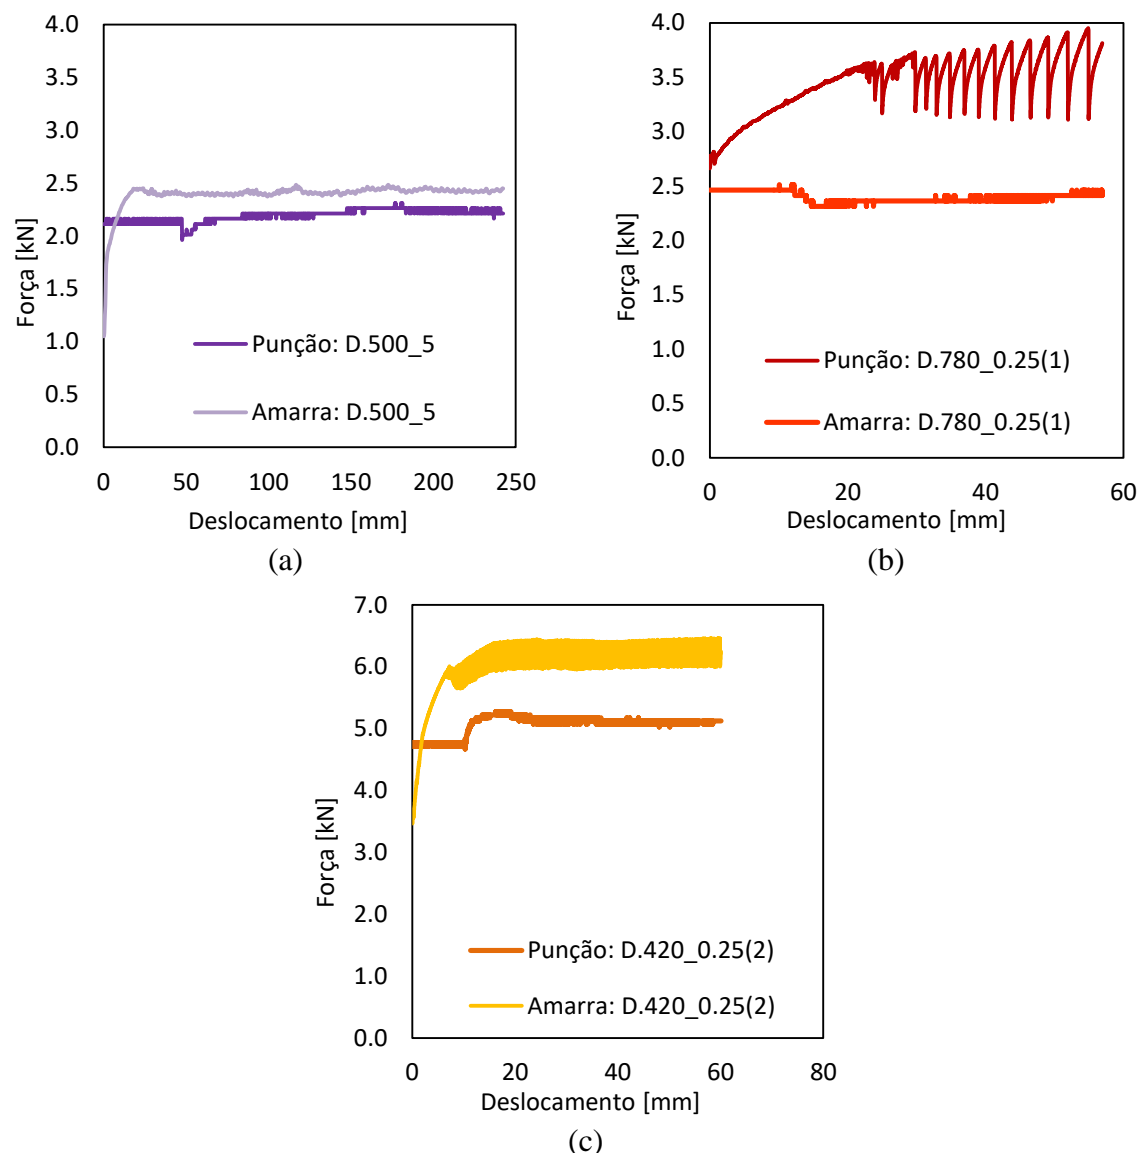 4.0
3.5
3.0
2.5
2.0
1.5
1.0
0.5
0.0
Força [kN]
Punção: D.500_5
Amarra: D.500_5
0 50 100 150 200 250
Deslocamento [mm]
(a)
4.0
3.5
3.0
2.5
2.0
1.5
1.0
0.5
0.0
Força [kN]
Punção: D.780_0.25(1)
Amarra: D.780_0.25(1)
0 20 40 60
Deslocamento [mm]
(b)
7.0
6.0
5.0
4.0
3.0
2.0
1.0
0.0
Força [kN]
Punção: D.420_0.25(2)
Amarra: D.420_0.25(2)
0 20 40 60 80
Deslocamento [mm]
(c)